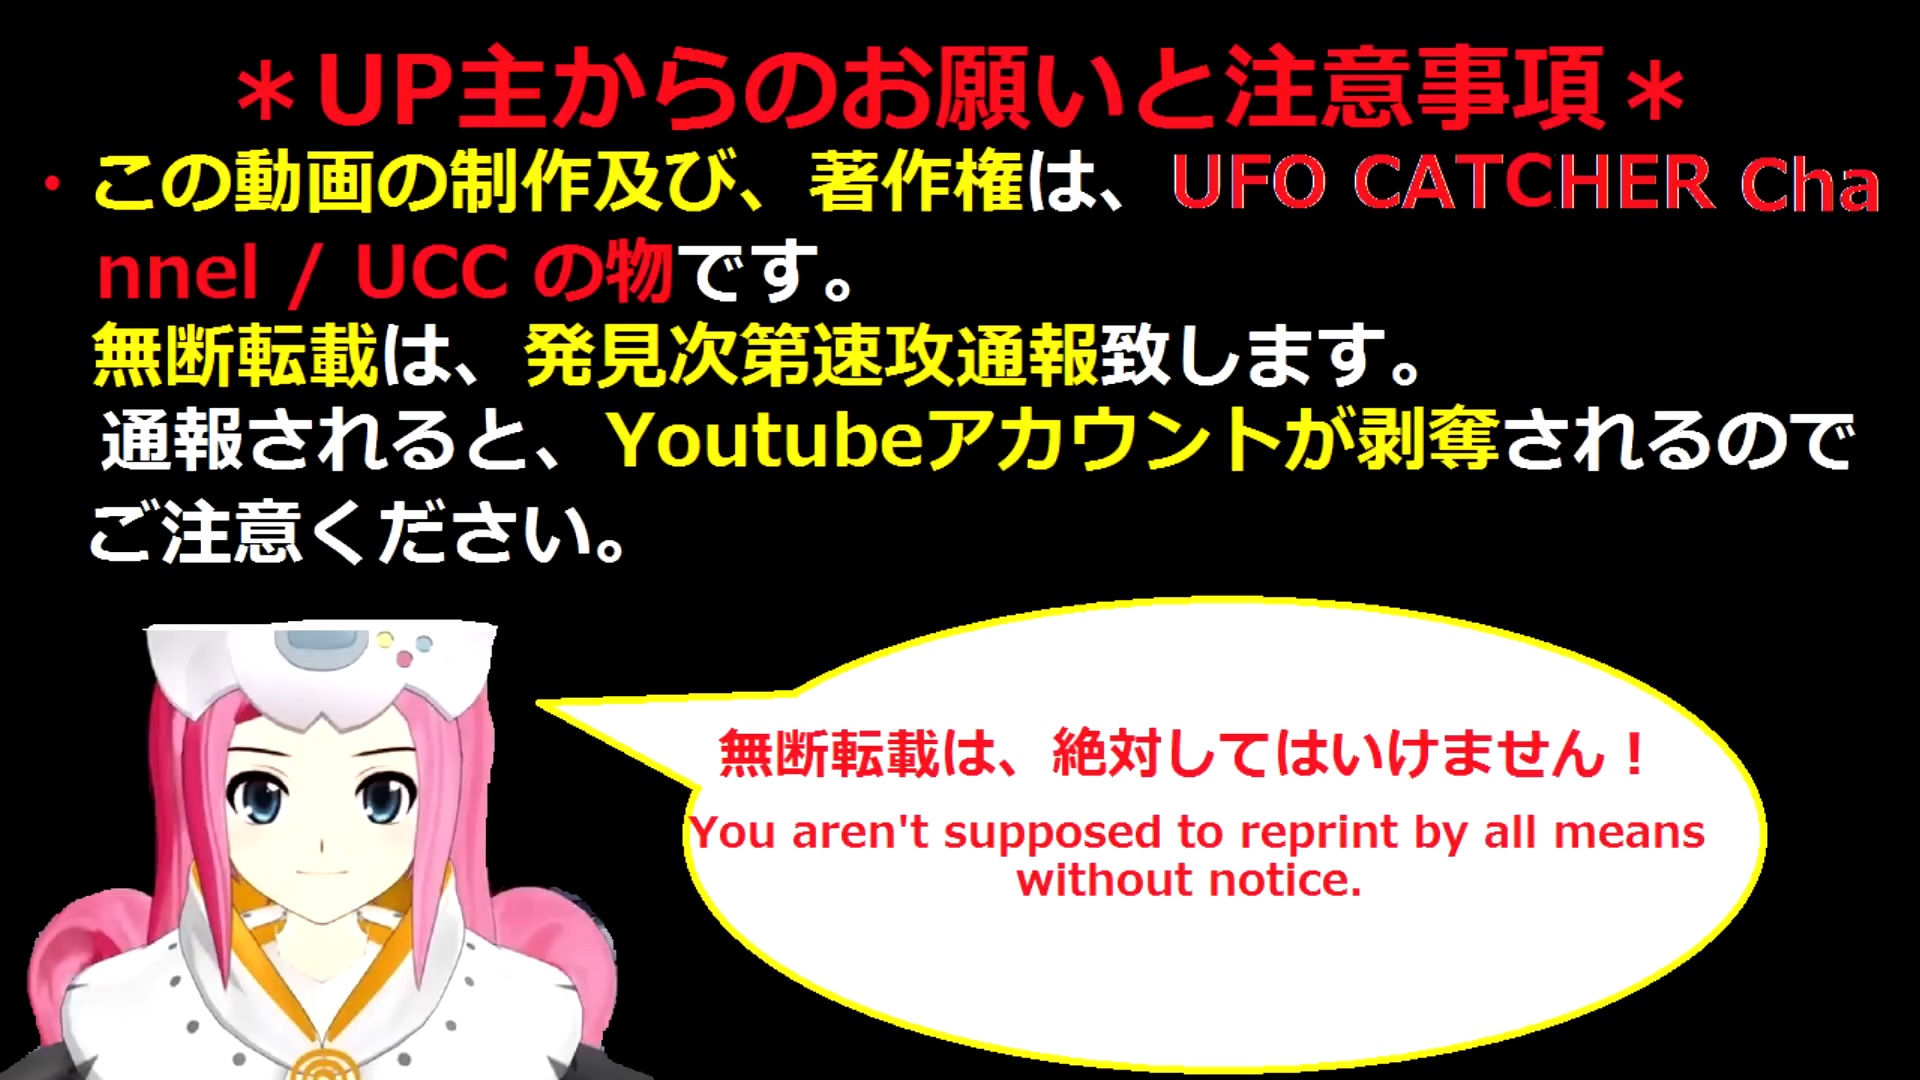 ＊UP主からのお願いと注意事項＊
・この動画の制作及び、著作権は、UFO CATCHER Cha
nnel / UCC の物です。
無断転載は、発見次第速攻通報致します。
通報されると、Youtubeアカウントが剥奪されるので
ご注意ください。
無断転載は、絶対してはいけません！
You aren't supposed to reprint by all means
without notice.